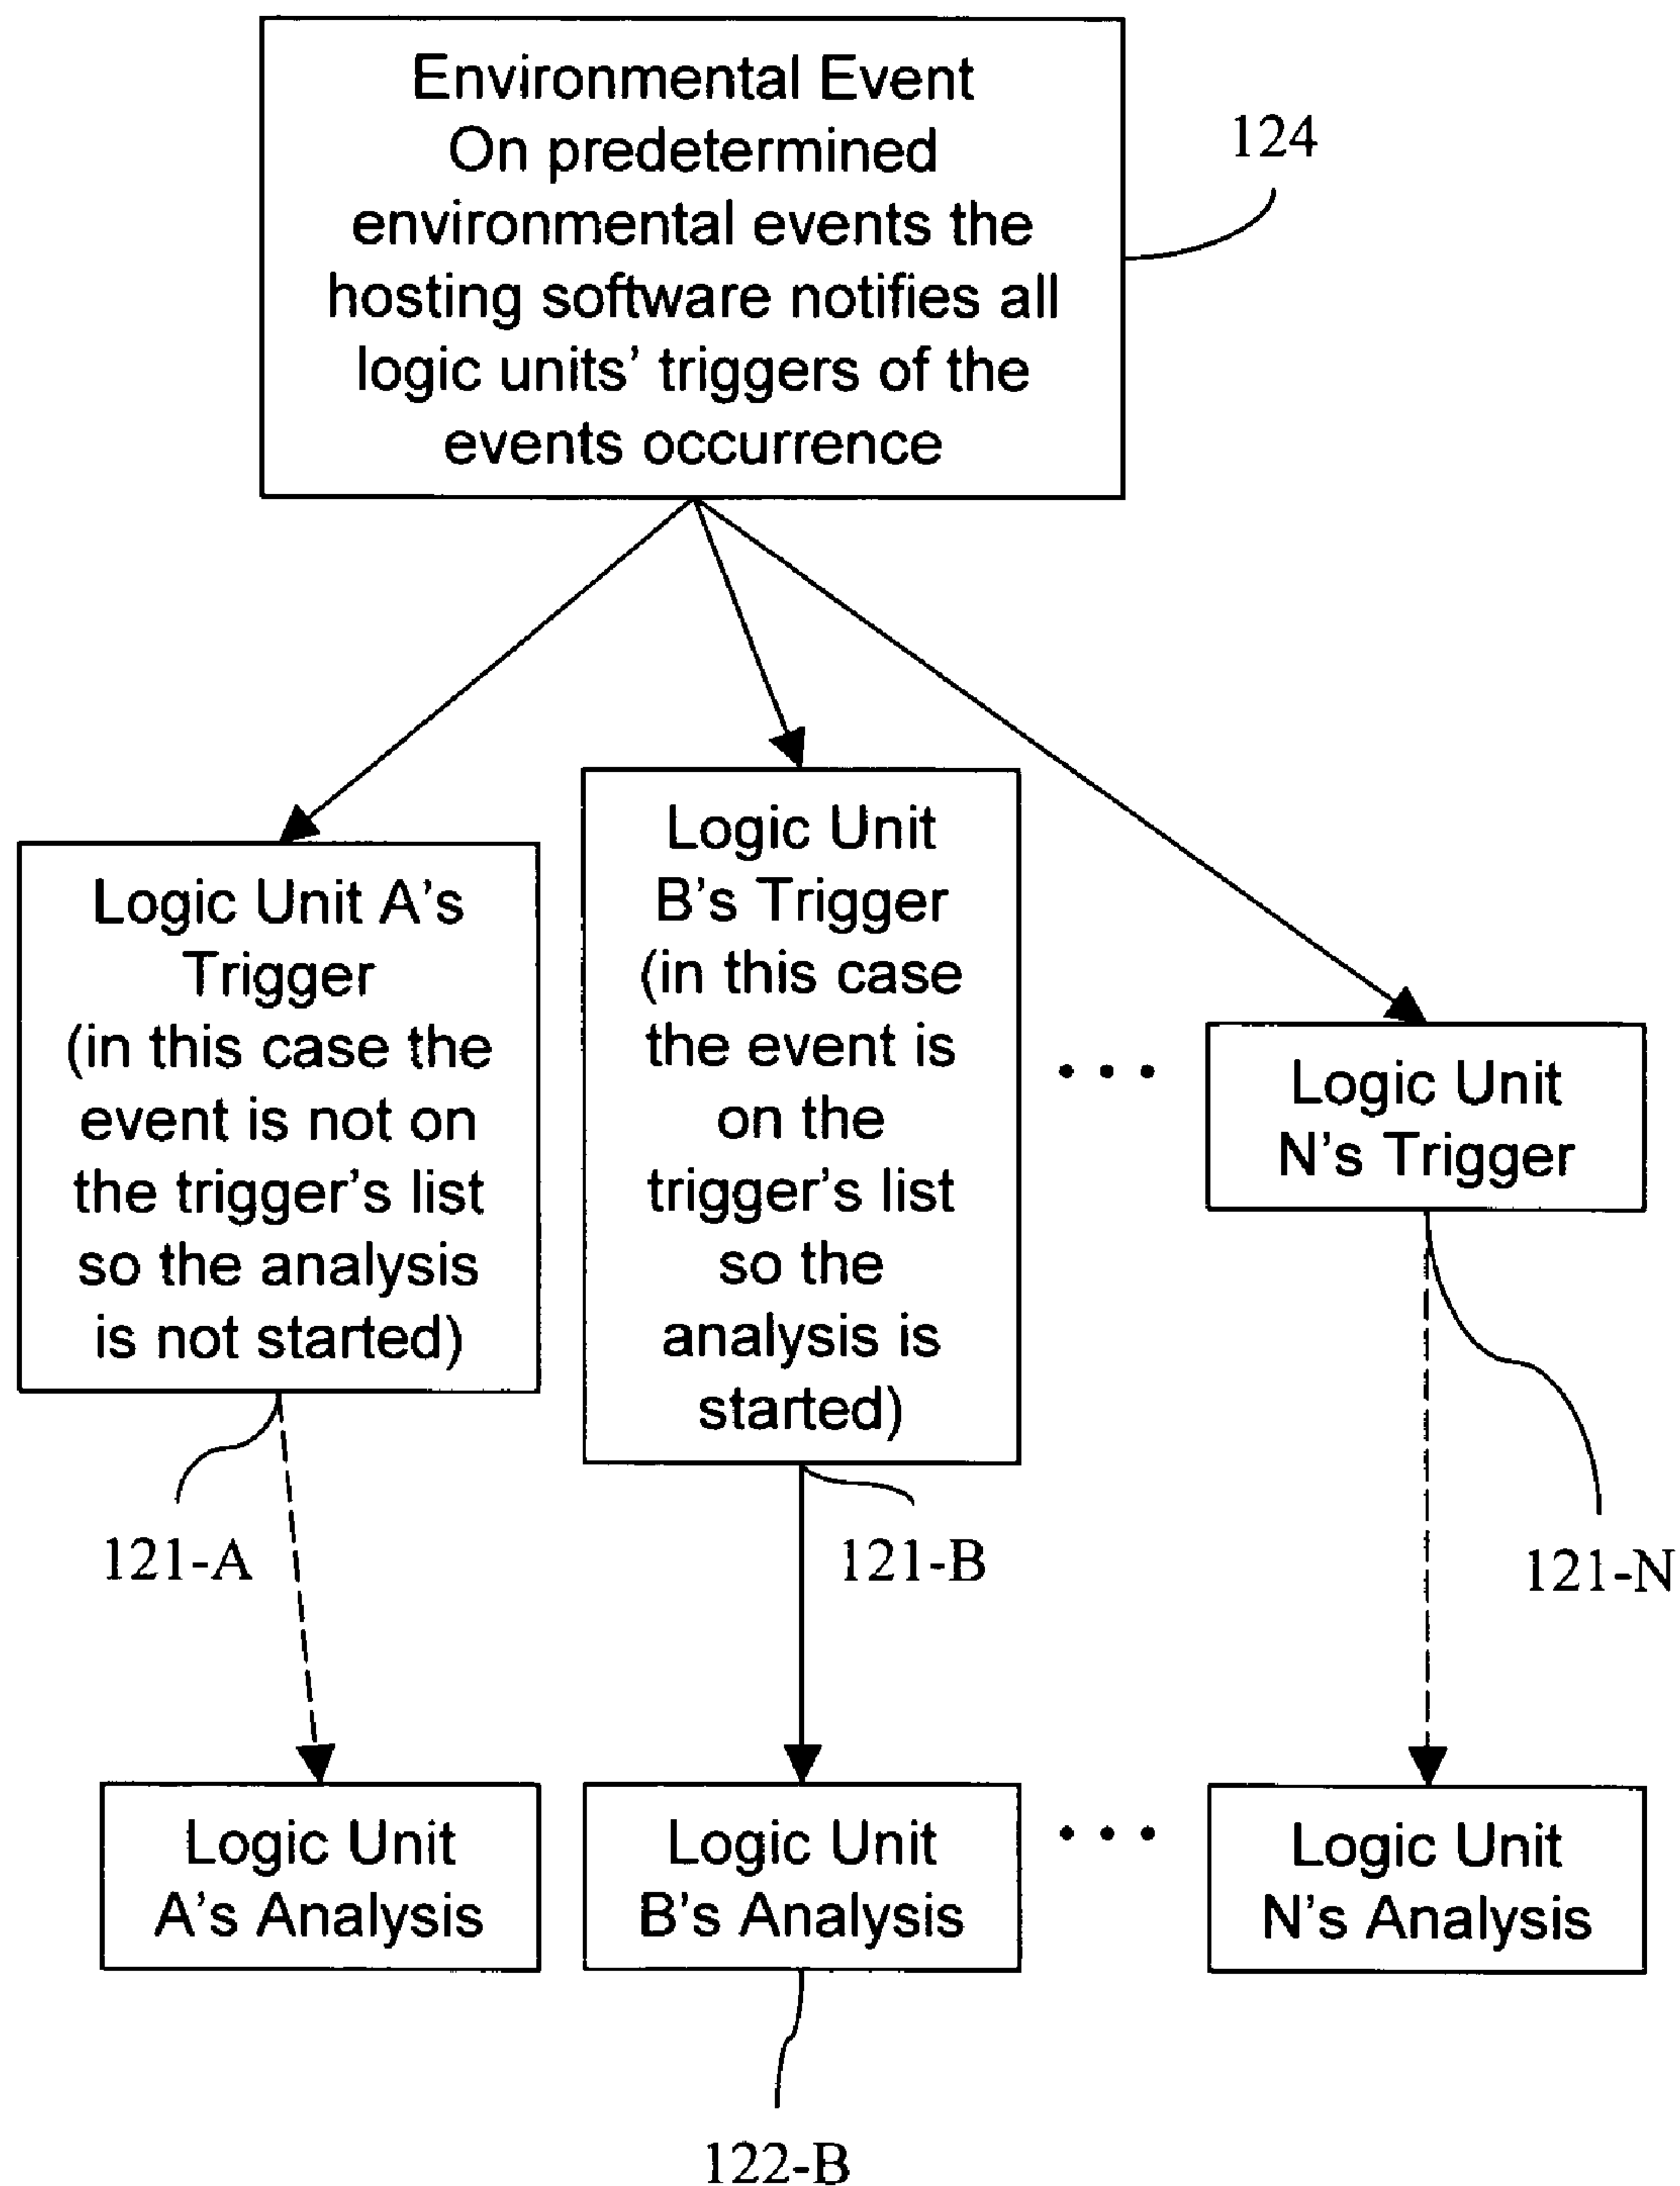 Environmental Event
On predetermined
environmental events the
hosting software notifies all
logic units' triggers of the
events occurrence
124
Logic Unit A's
Trigger
(in this case the
event is not on
the trigger's list
so the analysis
is not started)
Logic Unit
B's Trigger
(in this case
the event is
on the
trigger's list
so the
analysis is
started)
• • •
Logic Unit
N's Trigger
121-A
121-B
121-N
Logic Unit
A's Analysis
Logic Unit
B's Analysis
• • •
Logic Unit
N's Analysis
122-B